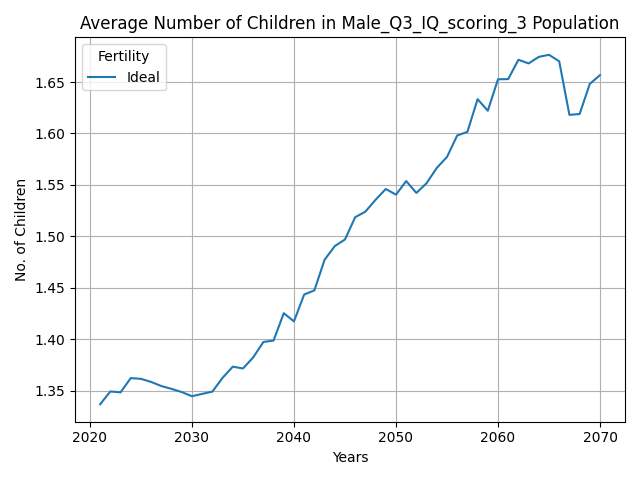 Average Number of Children in Male_Q3_IQ_scoring_3 Population
Fertility
Ideal
No. of Children
1.65
1.60
1.55
1.50
1.45
1.40
1.35
2020 2030 2040 2050 2060 2070
Years